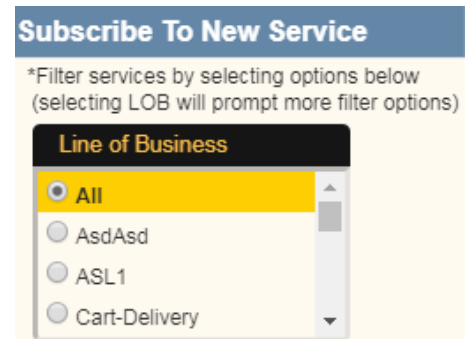 Subscribe To New Service
*Filter services by selecting options below
(selecting LOB will prompt more filter options)
Line of Business
All
AsdAsd
ASL1
Cart-Delivery